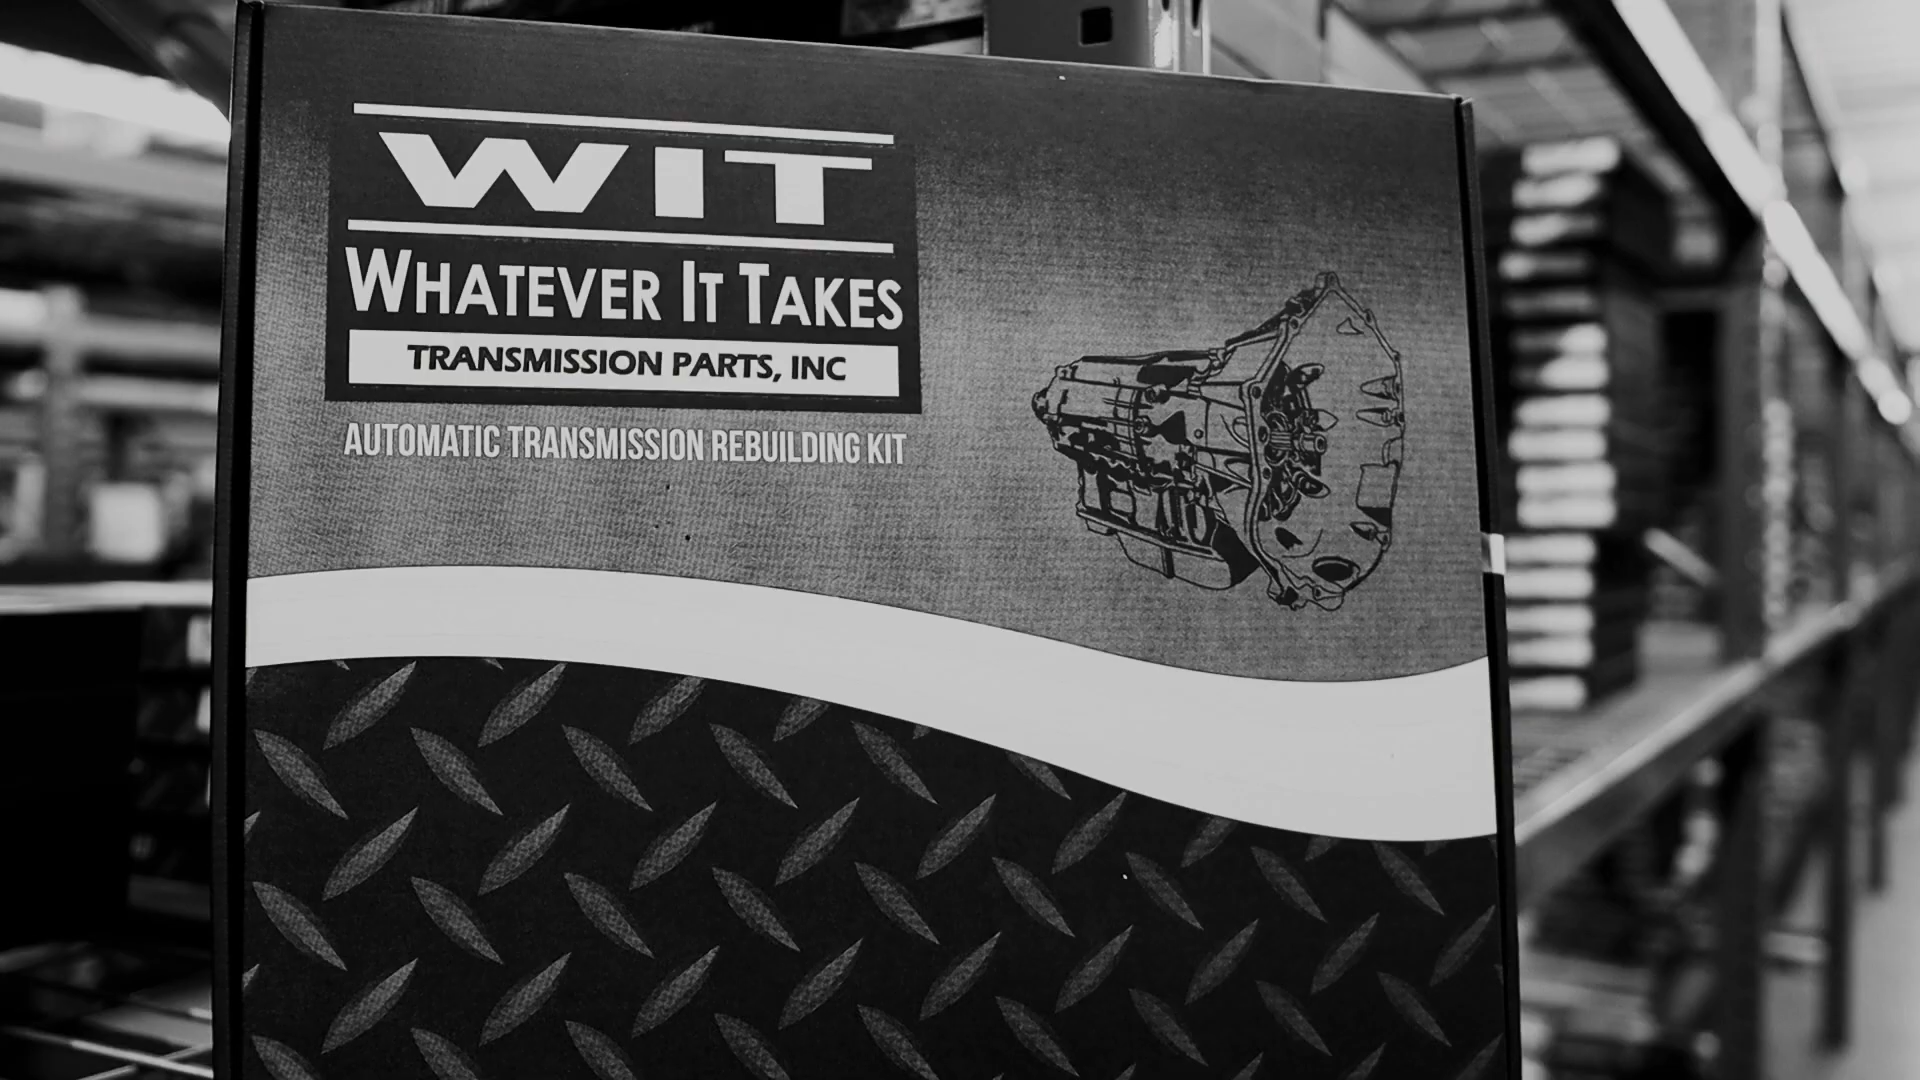 WIT
WHATEVER IT TAKES
TRANSMISSION PARTS, INC
AUTOMATIC TRANSMISSION REBUILDING KIT